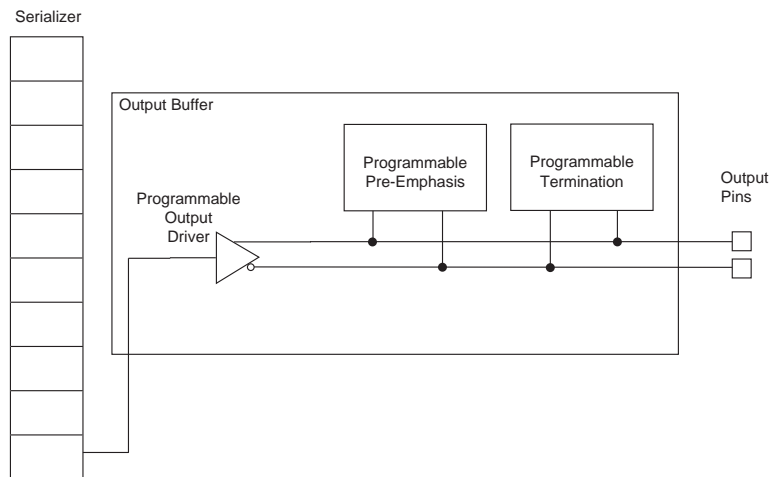 Serializer
Output Buffer
Programmable
Pre-Emphasis
Programmable
Termination
Output
Pins
Programmable
Output
Driver